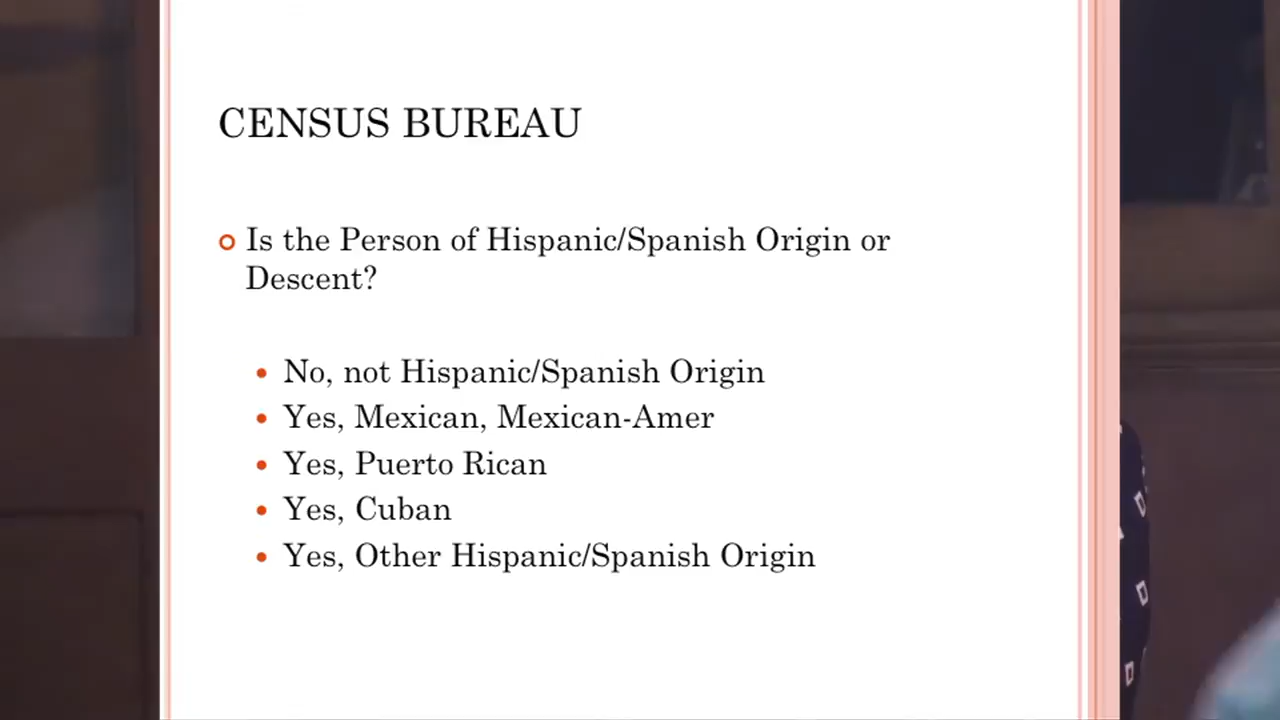 CENSUS BUREAU
Is the Person of Hispanic/Spanish Origin or
Descent?
No, not Hispanic/Spanish Origin
Yes, Mexican, Mexican-Amer
Yes, Puerto Rican
Yes, Cuban
Yes, Other Hispanic/Spanish Origin